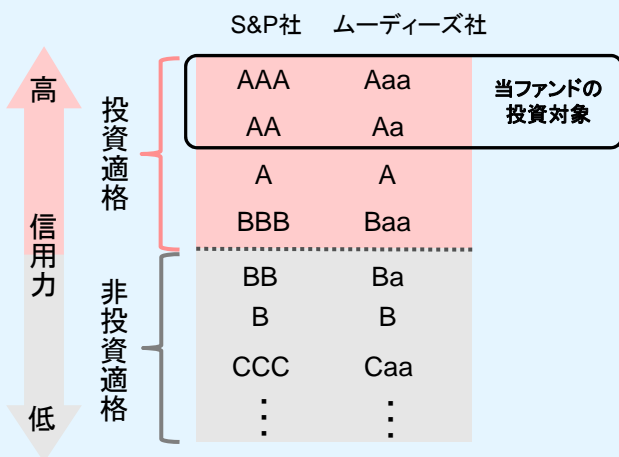 S&P社 ムーディーズ社
高
信用力
低
投資適格
非投資適格
AAA Aaa
AA Aa
A A
BBB Baa
BB Ba
B B
CCC Caa
⋮ ⋮
当ファンドの
投資対象